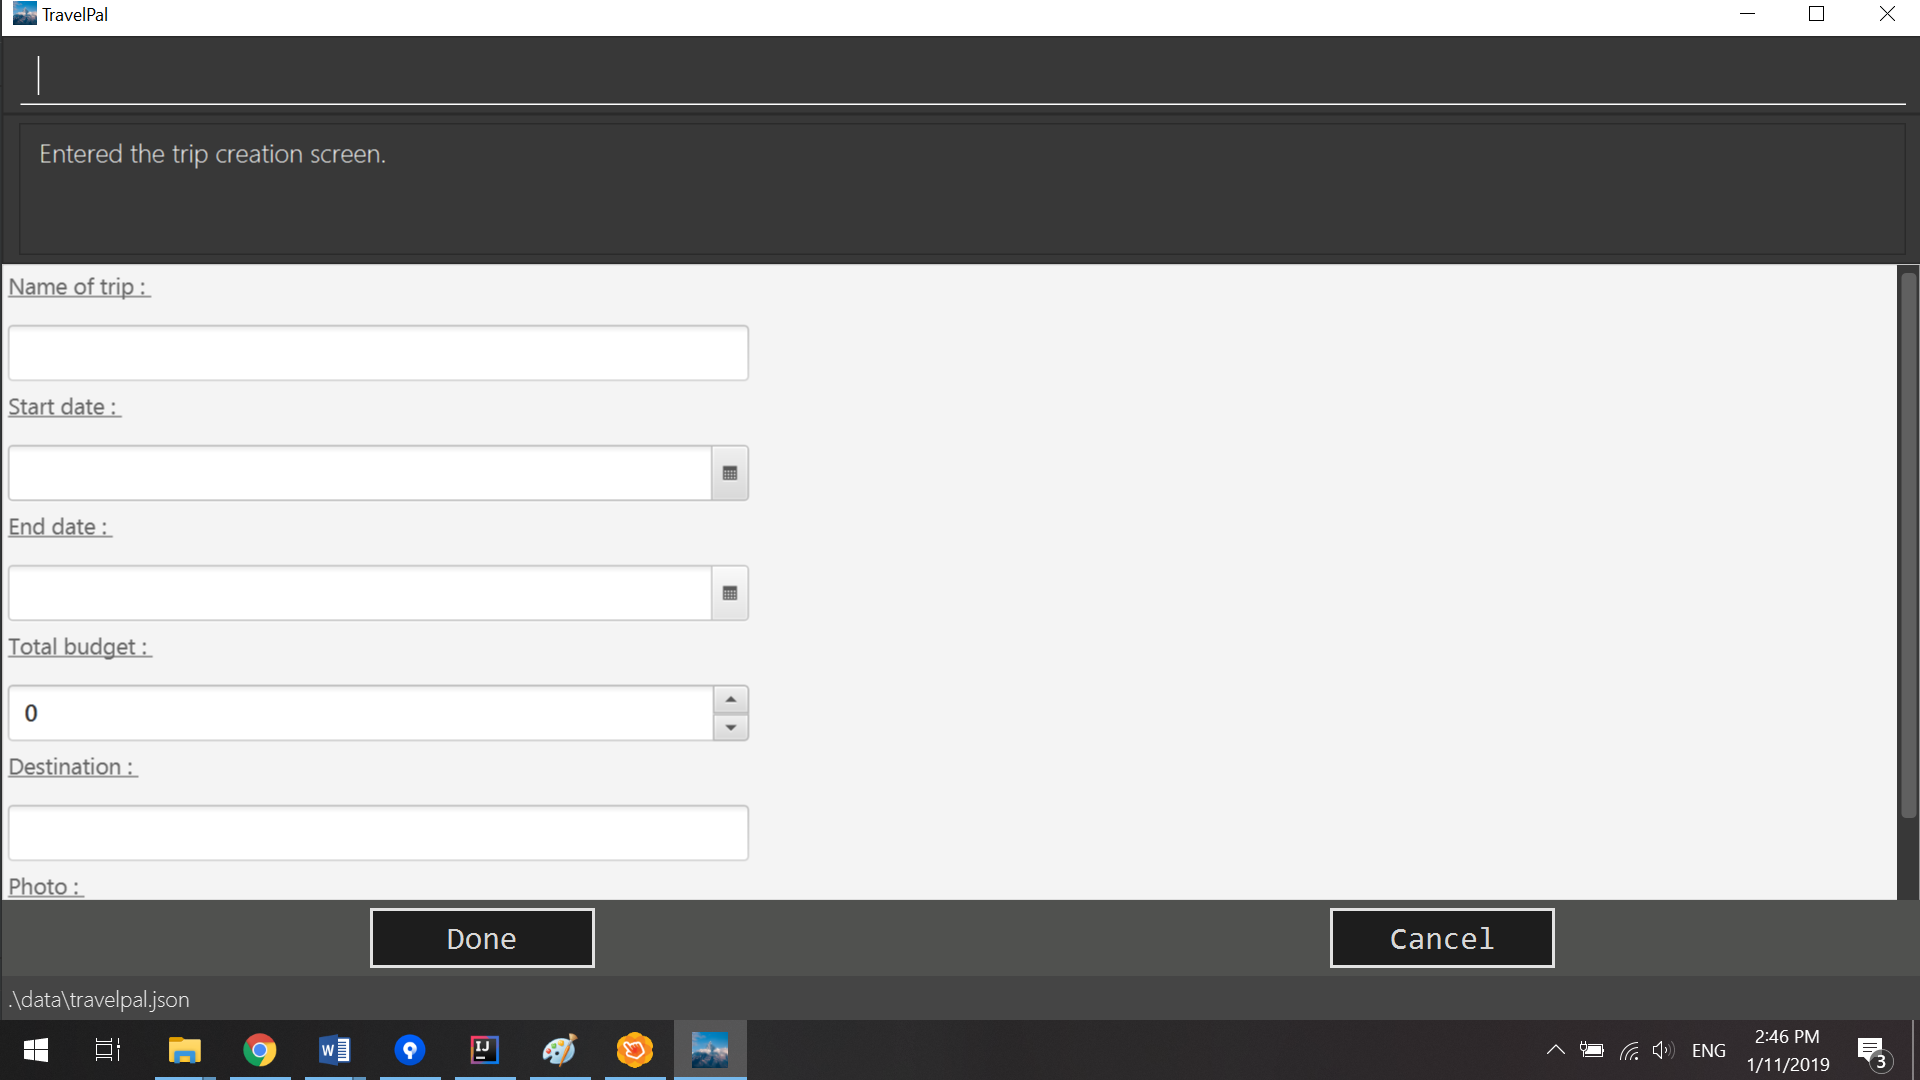 TravelPal
Entered the trip creation screen.
Name of trip :
Start date :
End date :
Total budget :
0
Destination :
Photo :
Done
Cancel
.\data\travelpal.json
W
IJ
ENG
2:46 PM
1/11/2019
3